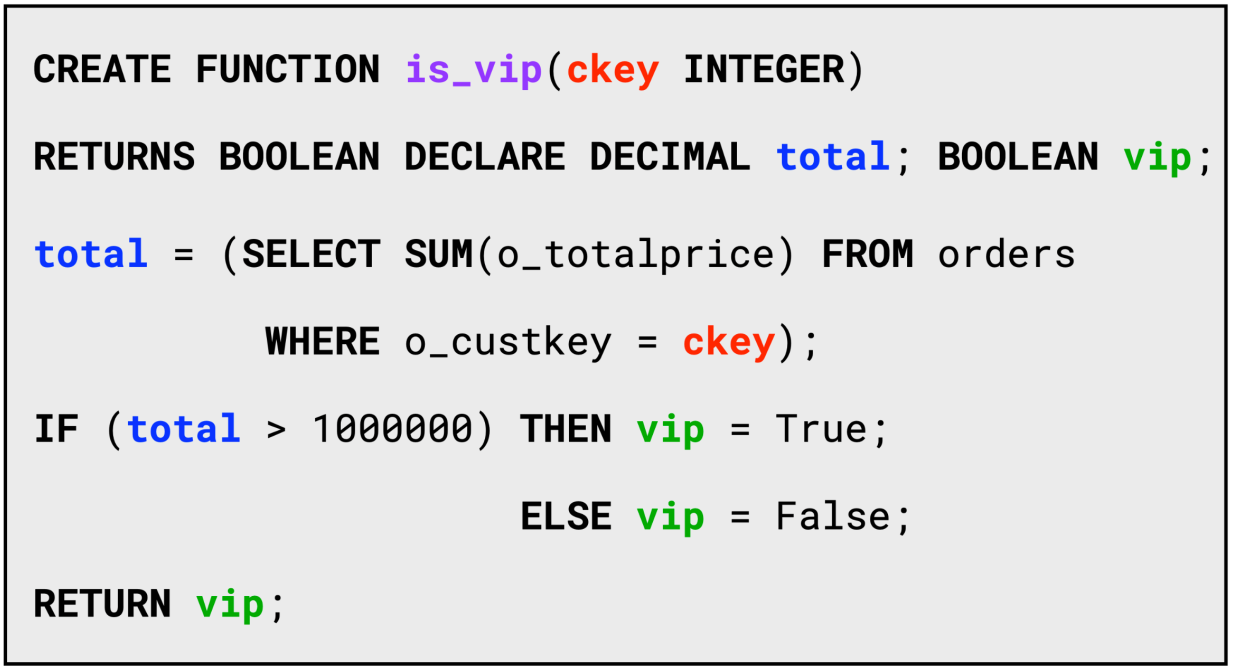 CREATE FUNCTION is_vip(ckey INTEGER)
RETURNS BOOLEAN DECLARE DECIMAL total; BOOLEAN vip;
total = (SELECT SUM(o_totalprice) FROM orders
WHERE o_custkey = ckey);
IF (total > 1000000) THEN vip = True;
ELSE vip = False;
RETURN vip;